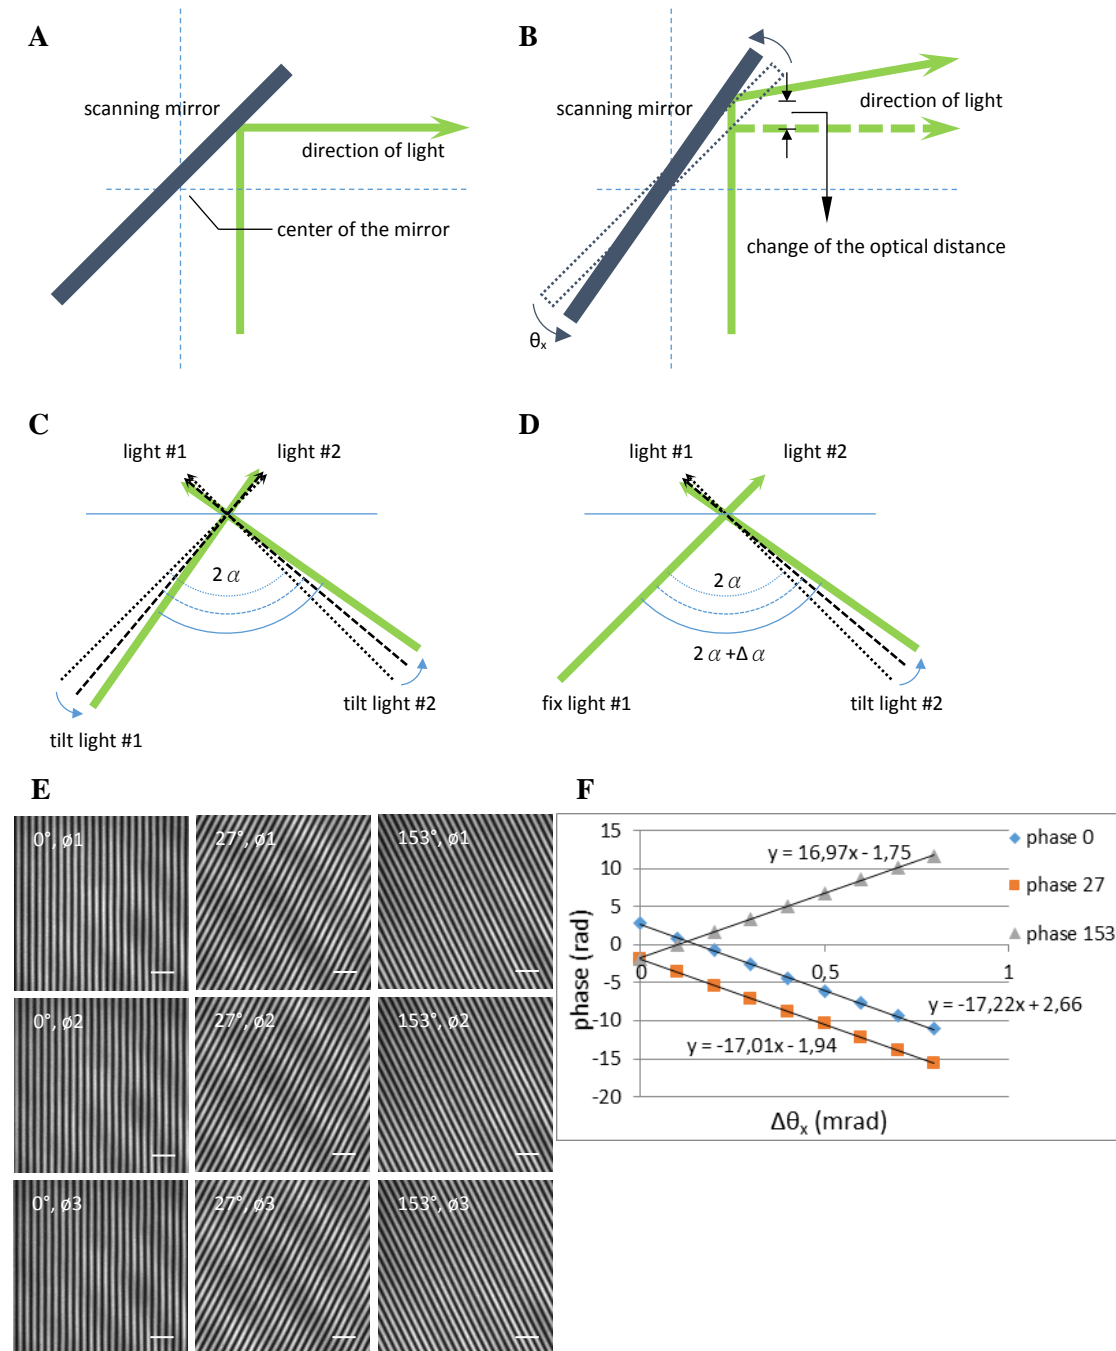 A
scanning mirror
direction of light
center of the mirror
B
scanning mirror
direction of light
change of the optical distance
θx
C
light #1
light #2
2α
tilt light #2
tilt light #1
D
light #1
light #2
2α
2α+Δα
fix light #1
tilt light #2
E
0°, ø1
27°, ø1
153°, ø1
0°, ø2
27°, ø2
153°, ø2
0°, ø3
27°, ø3
153°, ø3
F
15
10
5
0
-5
-10
-15
-20
phase (rad)
0
0,5
1
Δθx (mrad)
y = 16,97x - 1,75
y = -17,22x + 2,66
y = -17,01x - 1,94
phase 0
phase 27
phase 153